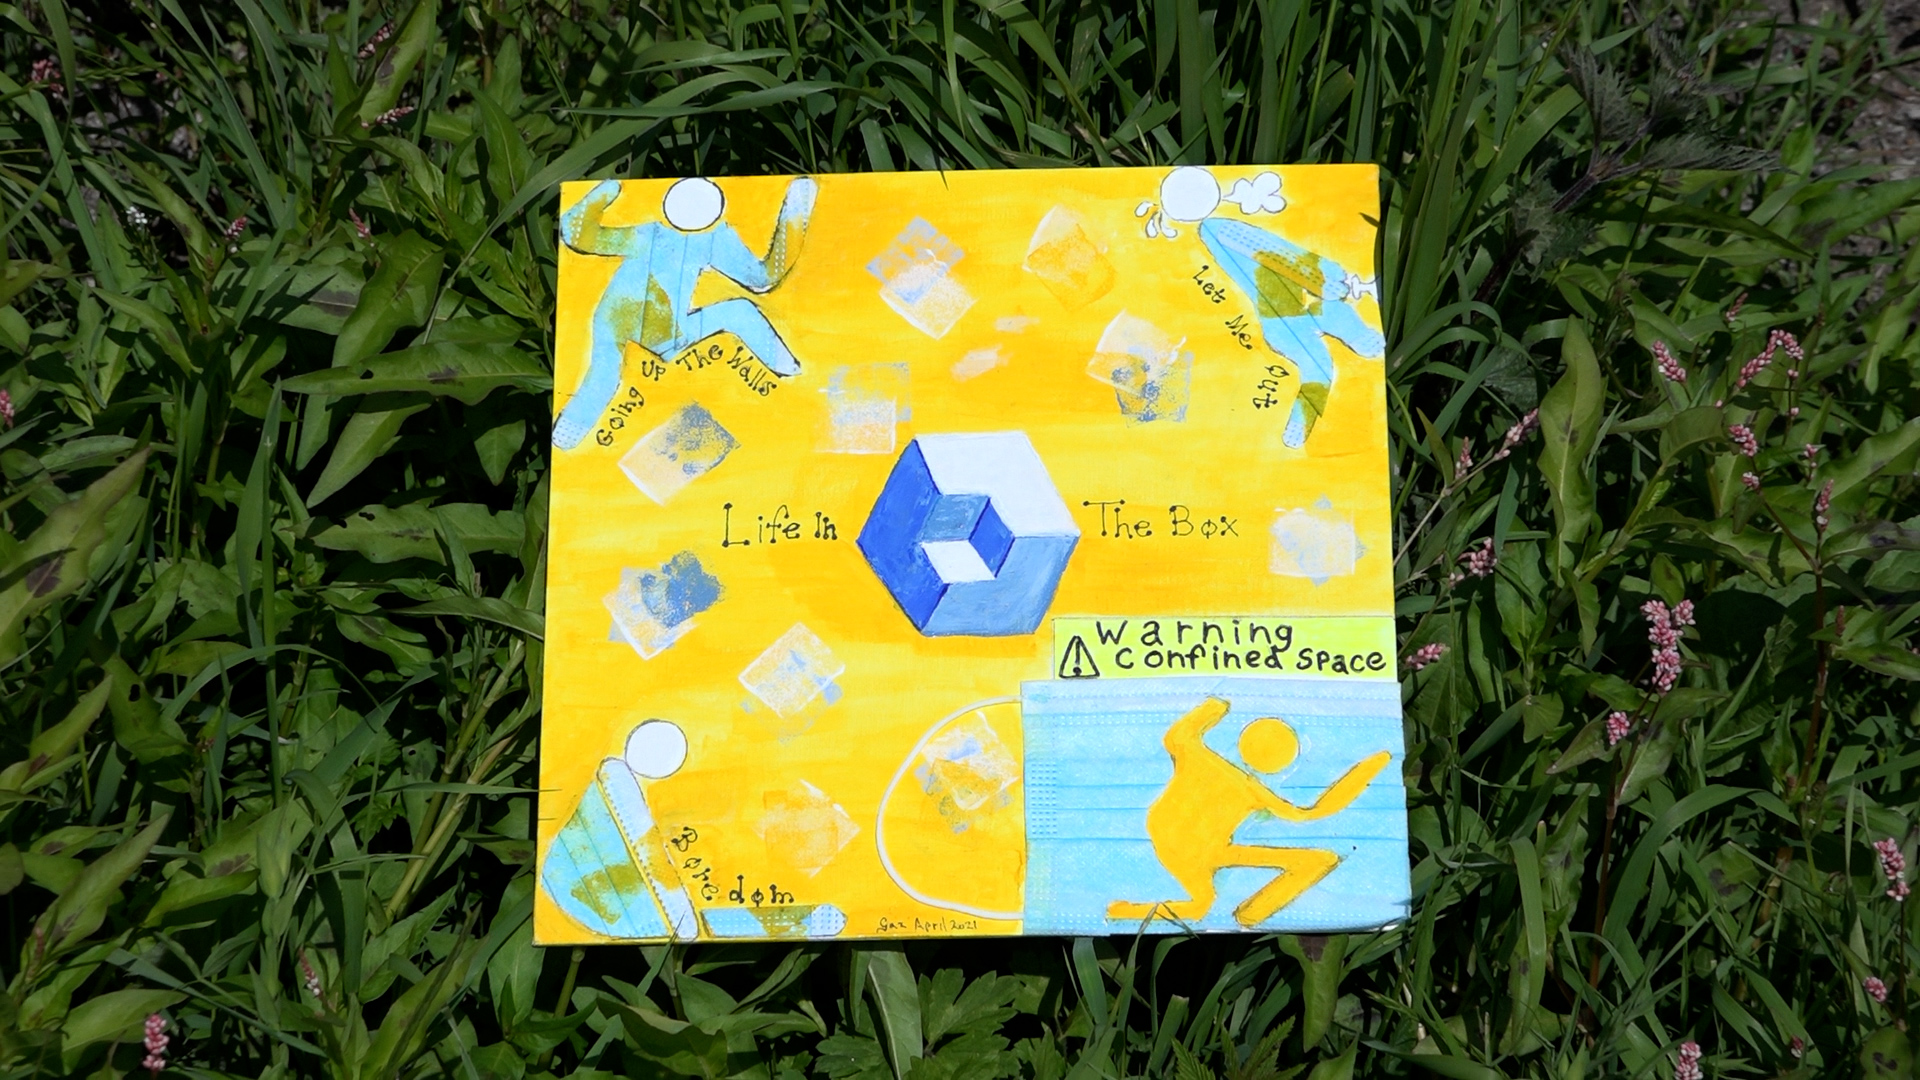 Going Up The Walls
Let Me
Out
Life In The Box
Warning
Confined Space
Boredom
Gaz April 2021